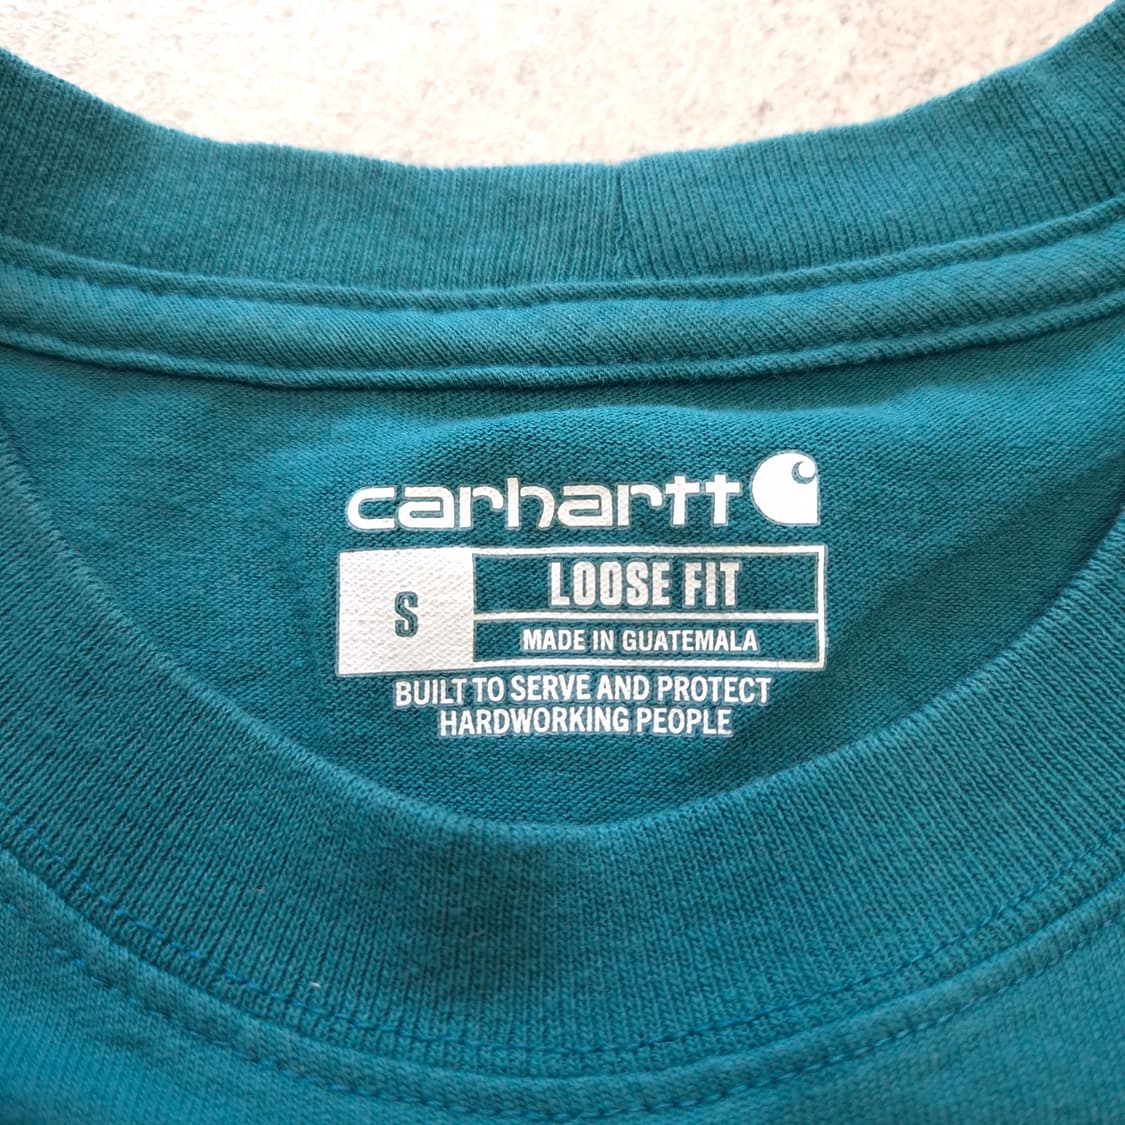 carhartt
S
LOOSE FIT
MADE IN GUATEMALA
BUILT TO SERVE AND PROTECT
HARDWORKING PEOPLE